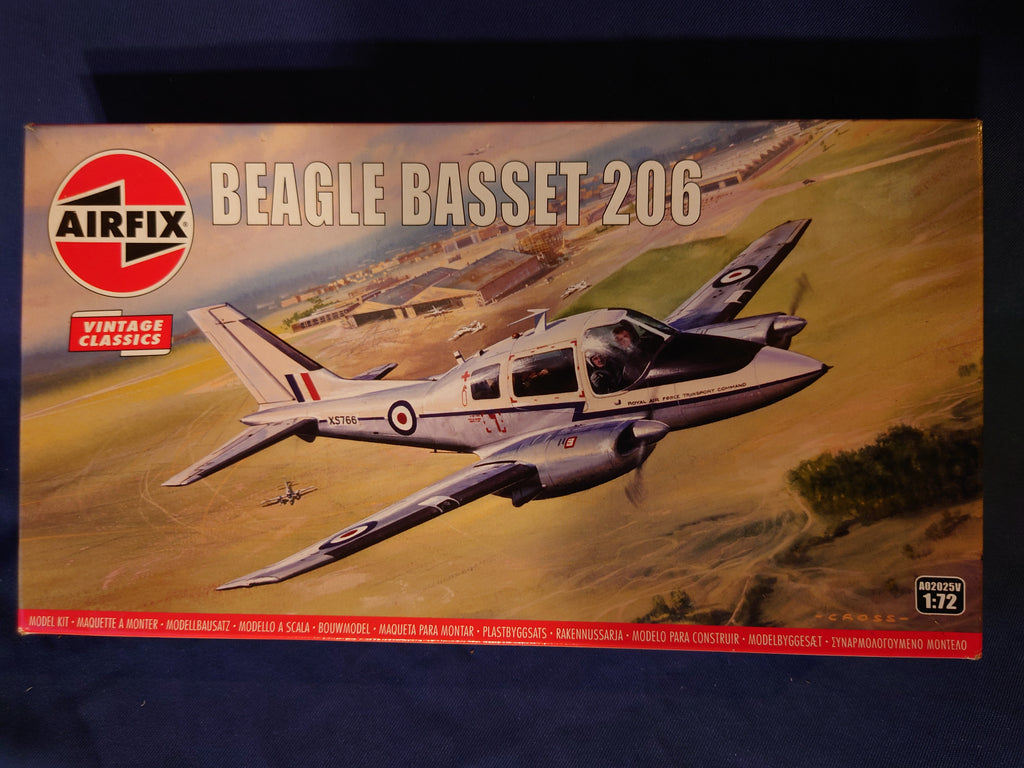 BEAGLE BASSET 206
AIRFIX®
VINTAGE
CLASSICS
ROYAL AIR FORCE TRANSPORT COMMAND
XS766
A02025V
1:72
CROSS
MODEL KIT • MAQUETTE A MONTER • MODELLBAUSATZ • MODELLO A SCALA • BOUWMODEL • MAQUETA PARA MONTAR • PLASTBYGGSATS • RAKENNUSSARJA • MODELO PARA CONSTRUIR • MODELBYGGESÆT • ΣΥΝΑΡΜΟΛΟΓΟΥΜΕΝΟ ΜΟΝΤΕΛΟ